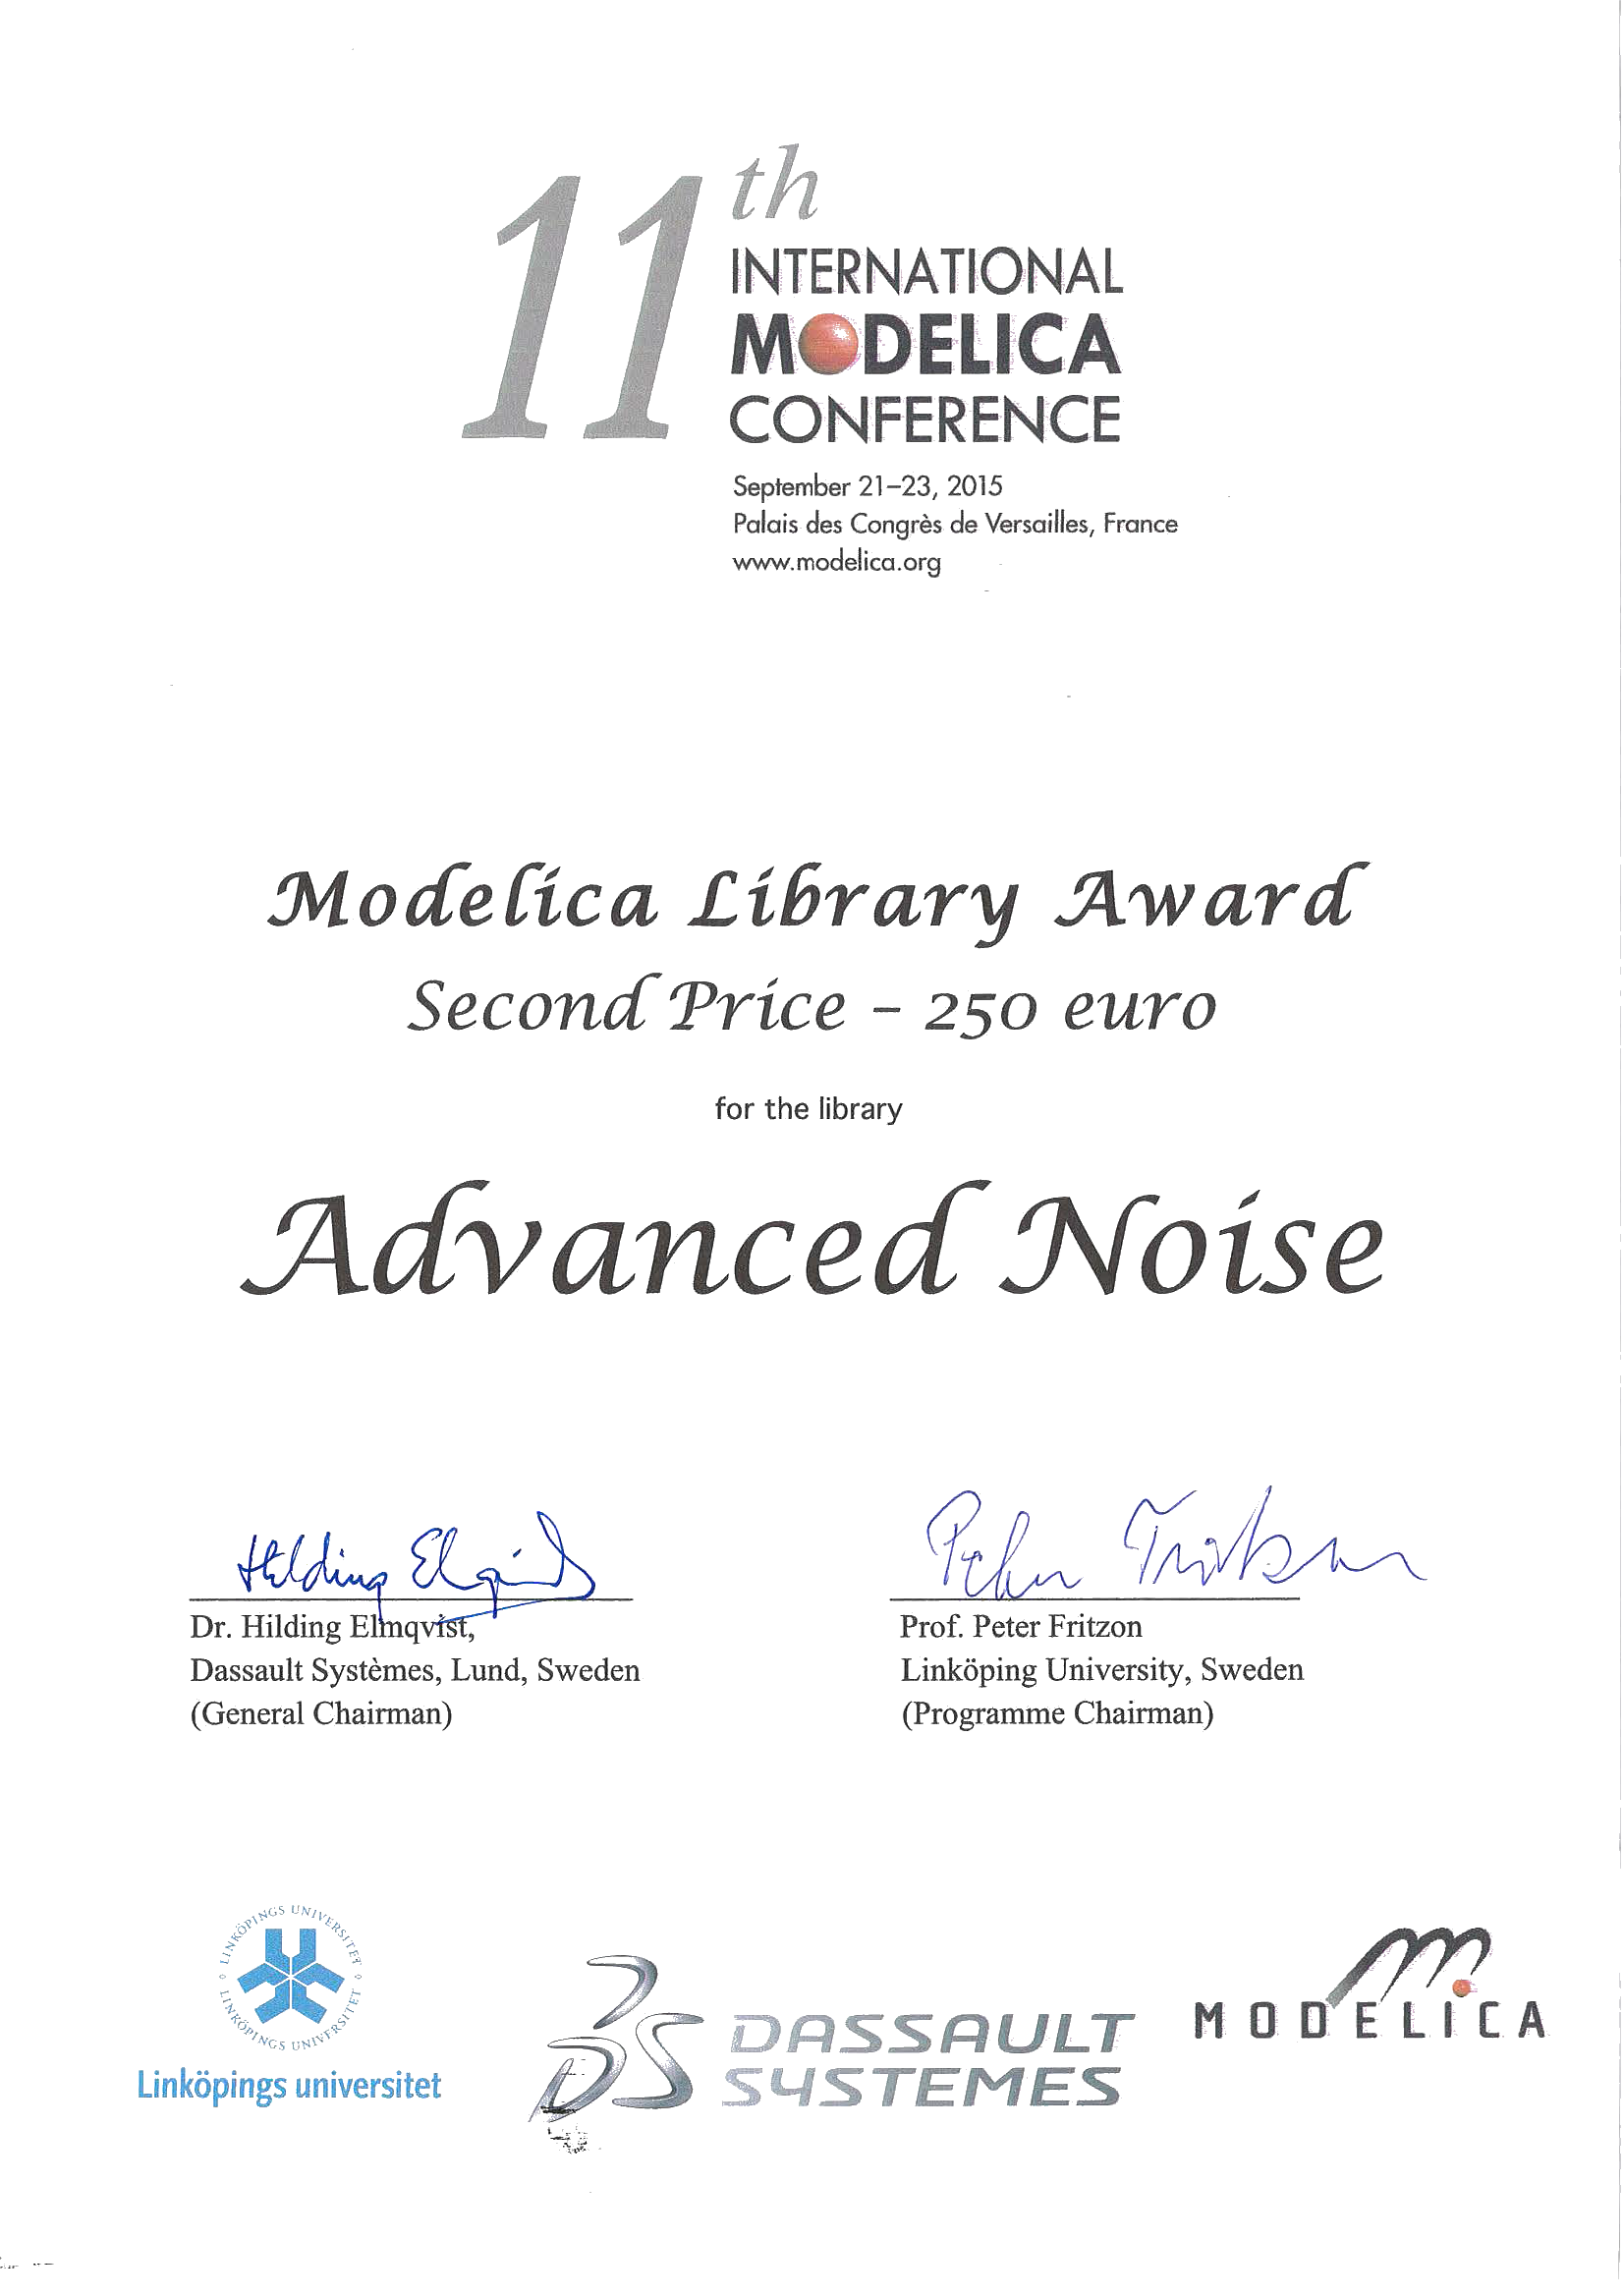 11th
INTERNATIONAL
MODELICA
CONFERENCE
September 21–23, 2015
Palais des Congrès de Versailles, France
www.modelica.org
Modelica Library Award
Second Price – 250 euro
for the library
Advanced Noise
Hilding Elmqvist
Peter Fritzson
Dr. Hilding Elmqvist,
Dassault Systèmes, Lund, Sweden
(General Chairman)
Prof. Peter Fritzon
Linköping University, Sweden
(Programme Chairman)
LINKÖPINGS UNIVERSITET ◦ LINKÖPINGS UNIVERSITET ◦
Linköpings universitet
3DS DASSAULT
SYSTEMES
m
MODELICA